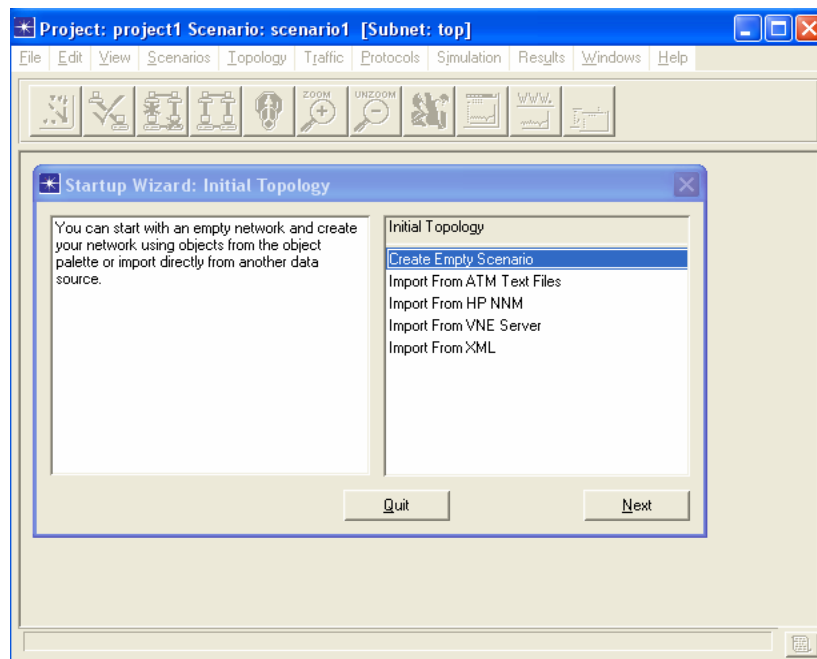 Project: project1 Scenario: scenario1 [Subnet: top]
File Edit View Scenarios Topology Traffic Protocols Simulation Results Windows Help
ZOOM UNZOOM WWW.
Startup Wizard: Initial Topology
You can start with an empty network and create
your network using objects from the object
palette or import directly from another data
source.
Initial Topology
Create Empty Scenario
Import From ATM Text Files
Import From HP NNM
Import From VNE Server
Import From XML
Quit Next